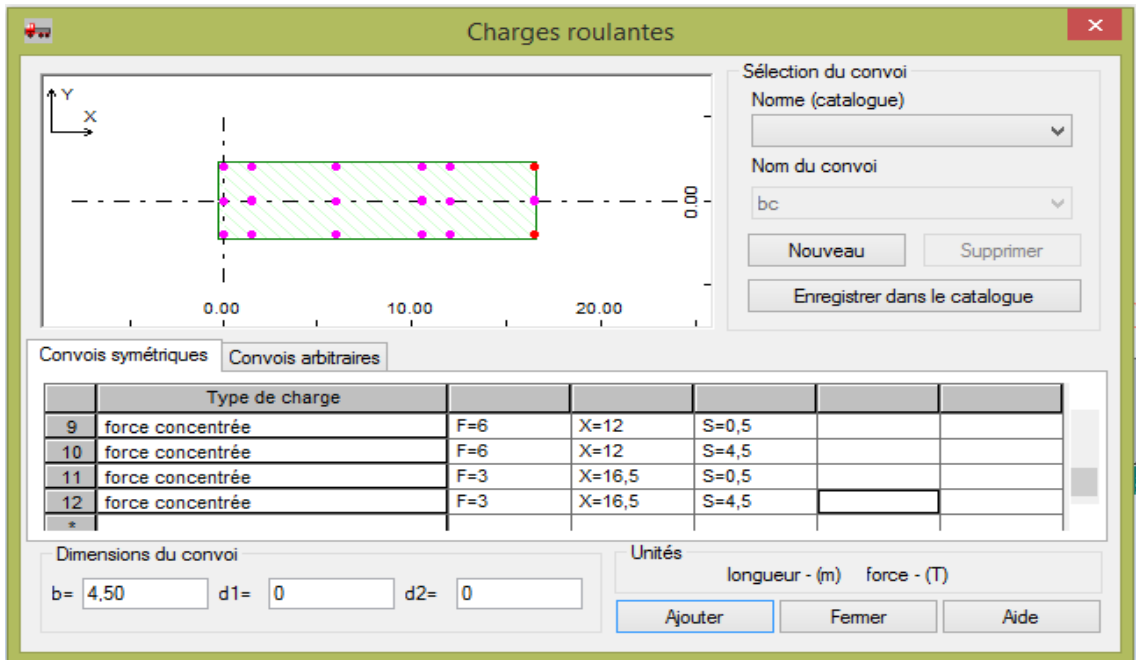 Charges roulantes
Y
X
0.00
0.00 10.00 20.00
Sélection du convoi
Norme (catalogue)
Nom du convoi
bc
Nouveau Supprimer
Enregistrer dans le catalogue
Convois symétriques Convois arbitraires
Type de charge
9 force concentrée F=6 X=12 S=0,5
10 force concentrée F=6 X=12 S=4,5
11 force concentrée F=3 X=16,5 S=0,5
12 force concentrée F=3 X=16,5 S=4,5
*
Dimensions du convoi
b= 4,50 d1= 0 d2= 0
Unités
longueur - (m) force - (T)
Ajouter Fermer Aide